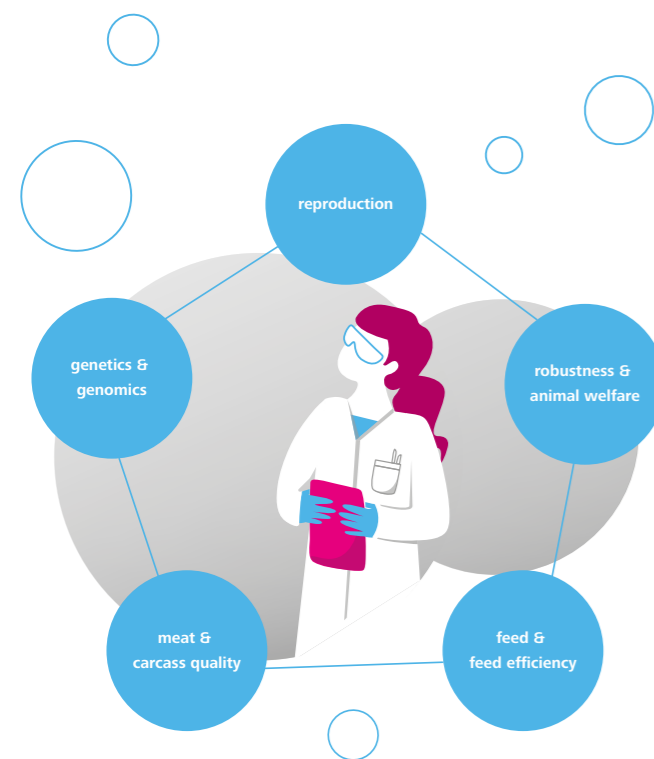 reproduction
genetics &
genomics
robustness &
animal welfare
meat &
carcass quality
feed &
feed efficiency